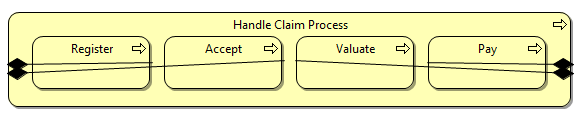 Handle Claim Process
Register
Accept
Valuate
Pay